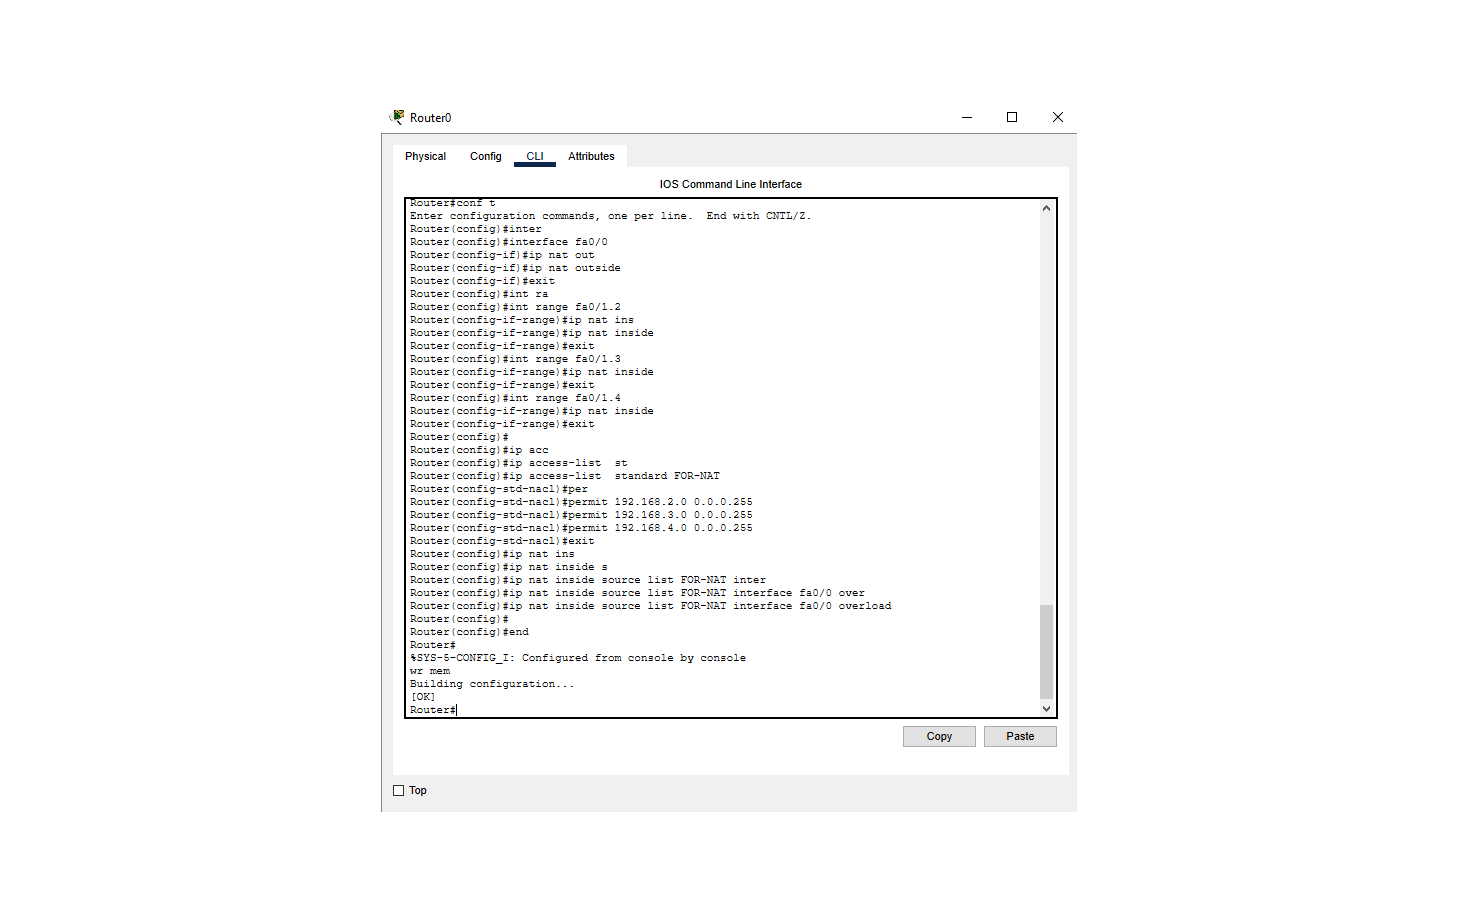 Router0
Physical Config CLI Attributes
IOS Command Line Interface
Router#conf t
Enter configuration commands, one per line.  End with CNTL/Z.
Router(config)#inter
Router(config)#interface fa0/0
Router(config-if)#ip nat out
Router(config-if)#ip nat outside
Router(config-if)#exit
Router(config)#int ra
Router(config)#int range fa0/1.2
Router(config-if-range)#ip nat ins
Router(config-if-range)#ip nat inside
Router(config-if-range)#exit
Router(config)#int range fa0/1.3
Router(config-if-range)#ip nat inside
Router(config-if-range)#exit
Router(config)#int range fa0/1.4
Router(config-if-range)#ip nat inside
Router(config-if-range)#exit
Router(config)#
Router(config)#ip acc
Router(config)#ip access-list  st
Router(config)#ip access-list  standard FOR-NAT
Router(config-std-nacl)#per
Router(config-std-nacl)#permit 192.168.2.0 0.0.0.255
Router(config-std-nacl)#permit 192.168.3.0 0.0.0.255
Router(config-std-nacl)#permit 192.168.4.0 0.0.0.255
Router(config-std-nacl)#exit
Router(config)#ip nat ins
Router(config)#ip nat inside s
Router(config)#ip nat inside source list FOR-NAT inter
Router(config)#ip nat inside source list FOR-NAT interface fa0/0 over
Router(config)#ip nat inside source list FOR-NAT interface fa0/0 overload
Router(config)#
Router(config)#end
Router#
%SYS-5-CONFIG_I: Configured from console by console
wr mem
Building configuration...
[OK]
Router#
Copy Paste
Top